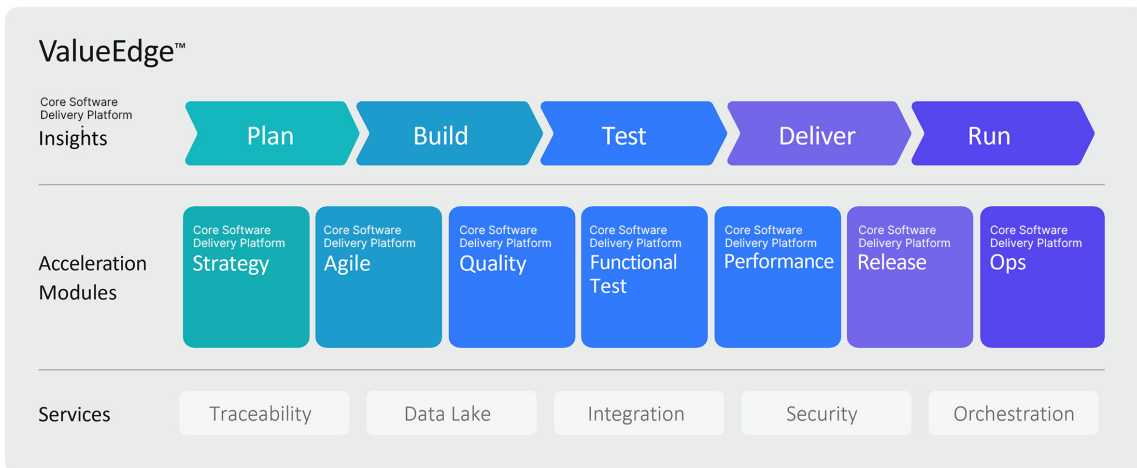 ValueEdge™
Core Software
Delivery Platform
Insights
Plan
Build
Test
Deliver
Run
Acceleration
Modules
Core Software
Delivery Platform
Strategy
Core Software
Delivery Platform
Agile
Core Software
Delivery Platform
Quality
Core Software
Delivery Platform
Functional
Test
Core Software
Delivery Platform
Performance
Core Software
Delivery Platform
Release
Core Software
Delivery Platform
Ops
Services
Traceability
Data Lake
Integration
Security
Orchestration